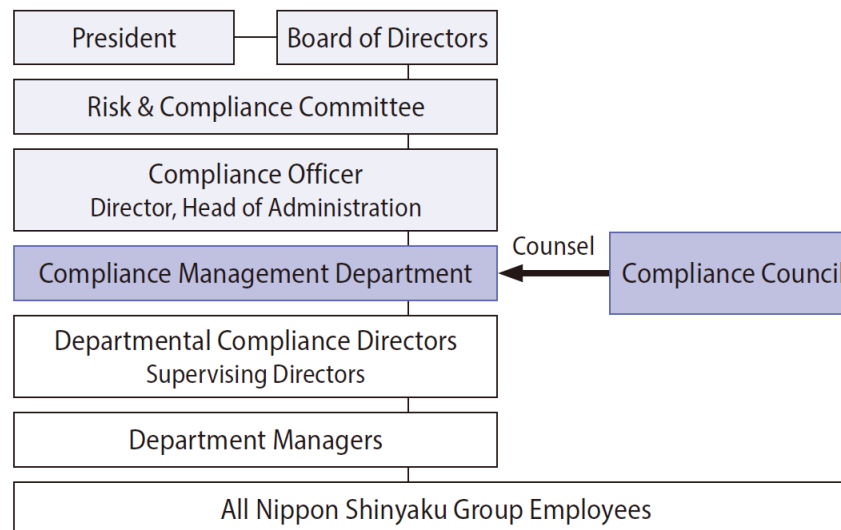 President
Board of Directors
Risk & Compliance Committee
Compliance Officer
Director, Head of Administration
Counsel
Compliance Management Department
Compliance Council
Departmental Compliance Directors
Supervising Directors
Department Managers
All Nippon Shinyaku Group Employees